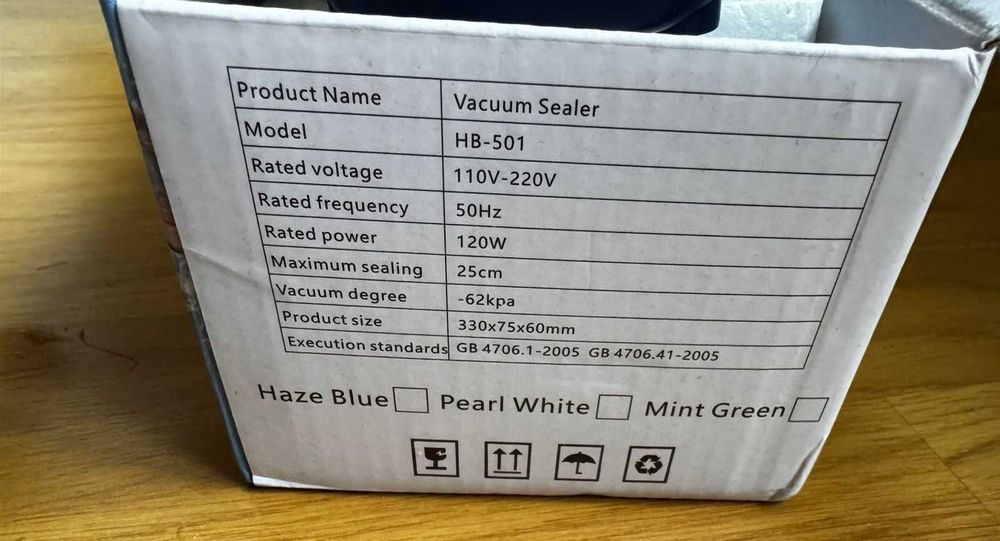 Product Name Vacuum Sealer
Model HB-501
Rated voltage 110V-220V
Rated frequency 50Hz
Rated power 120W
Maximum sealing 25cm
Vacuum degree -62kpa
Product size 330x75x60mm
Execution standards GB 4706.1-2005 GB 4706.41-2005
Haze Blue Pearl White Mint Green